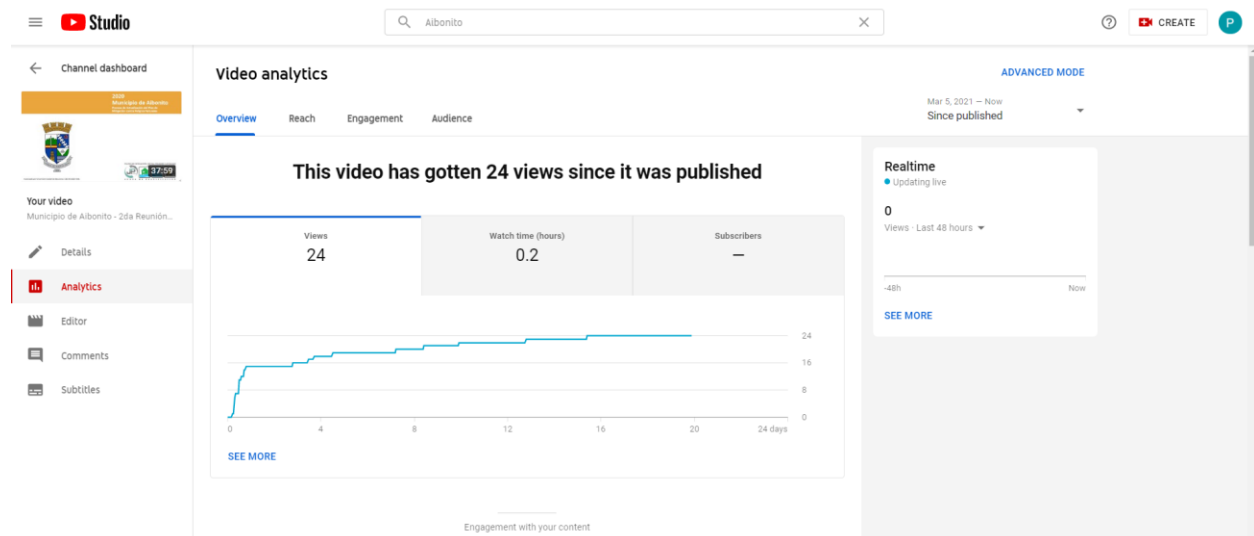 Studio
Aibonito
CREATE
P
Channel dashboard
2020
Municipio de Aibonito
37:59
Your video
Municipio de Aibonito - 2da Reunión...
Details
Analytics
Editor
Comments
Subtitles
Video analytics
ADVANCED MODE
Mar 5, 2021 – Now
Since published
Overview Reach Engagement Audience
This video has gotten 24 views since it was published
Views
24
Watch time (hours)
0.2
Subscribers
—
24
16
8
0
0 4 8 12 16 20 24 days
SEE MORE
Engagement with your content
Realtime
Updating live
0
Views · Last 48 hours
-48h Now
SEE MORE